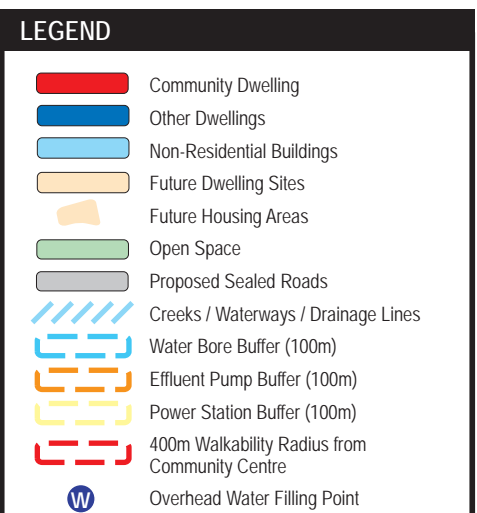 LEGEND
Community Dwelling
Other Dwellings
Non-Residential Buildings
Future Dwelling Sites
Future Housing Areas
Open Space
Proposed Sealed Roads
Creeks / Waterways / Drainage Lines
Water Bore Buffer (100m)
Effluent Pump Buffer (100m)
Power Station Buffer (100m)
400m Walkability Radius from
Community Centre
W Overhead Water Filling Point